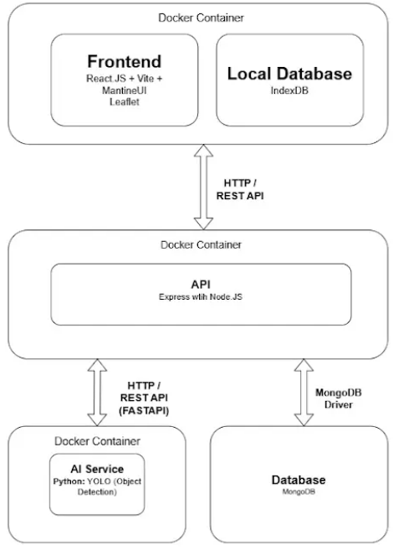 Docker Container
Frontend
React.JS + Vite +
MantineUI
Leaflet
Local Database
IndexDB
HTTP /
REST API
Docker Container
API
Express wtih Node.JS
HTTP /
REST API
(FASTAPI)
MongoDB
Driver
Docker Container
AI Service
Python: YOLO (Object
Detection)
Database
MongoDB